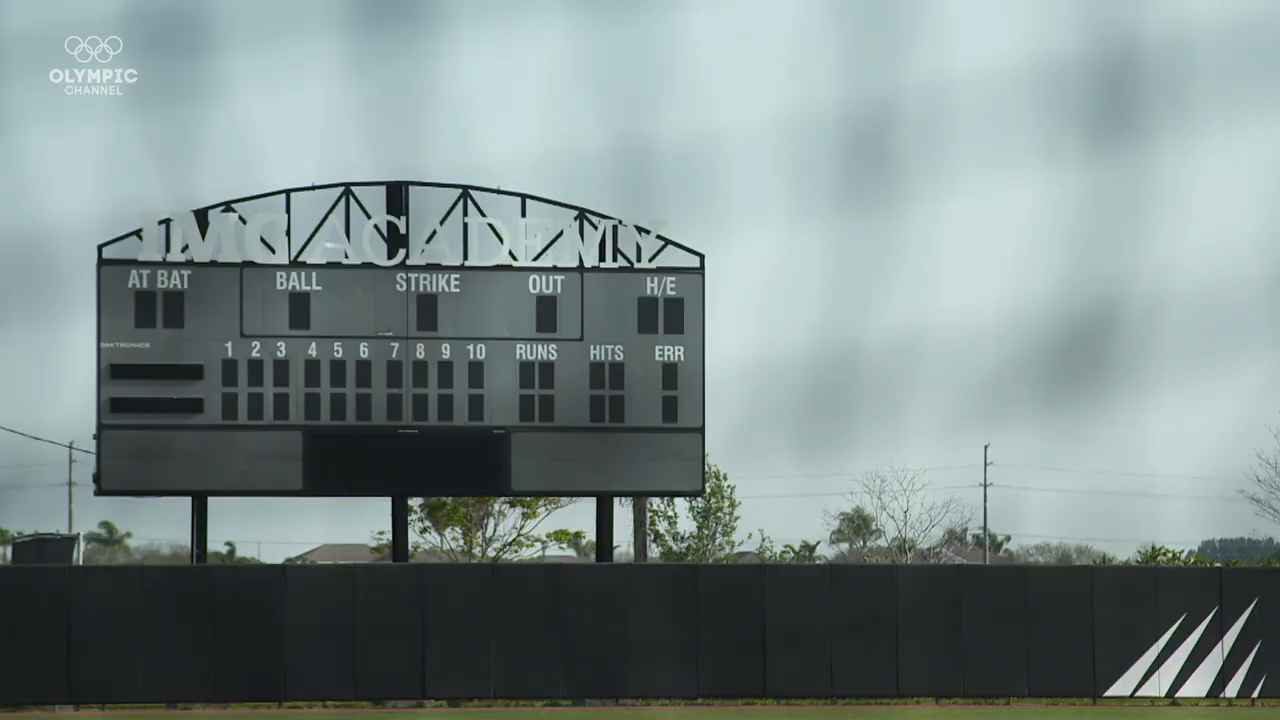 OLYMPIC
CHANNEL
IMG ACADEMY
AT BAT BALL STRIKE OUT H/E
DAKTRONICS
1 2 3 4 5 6 7 8 9 10 RUNS HITS ERR